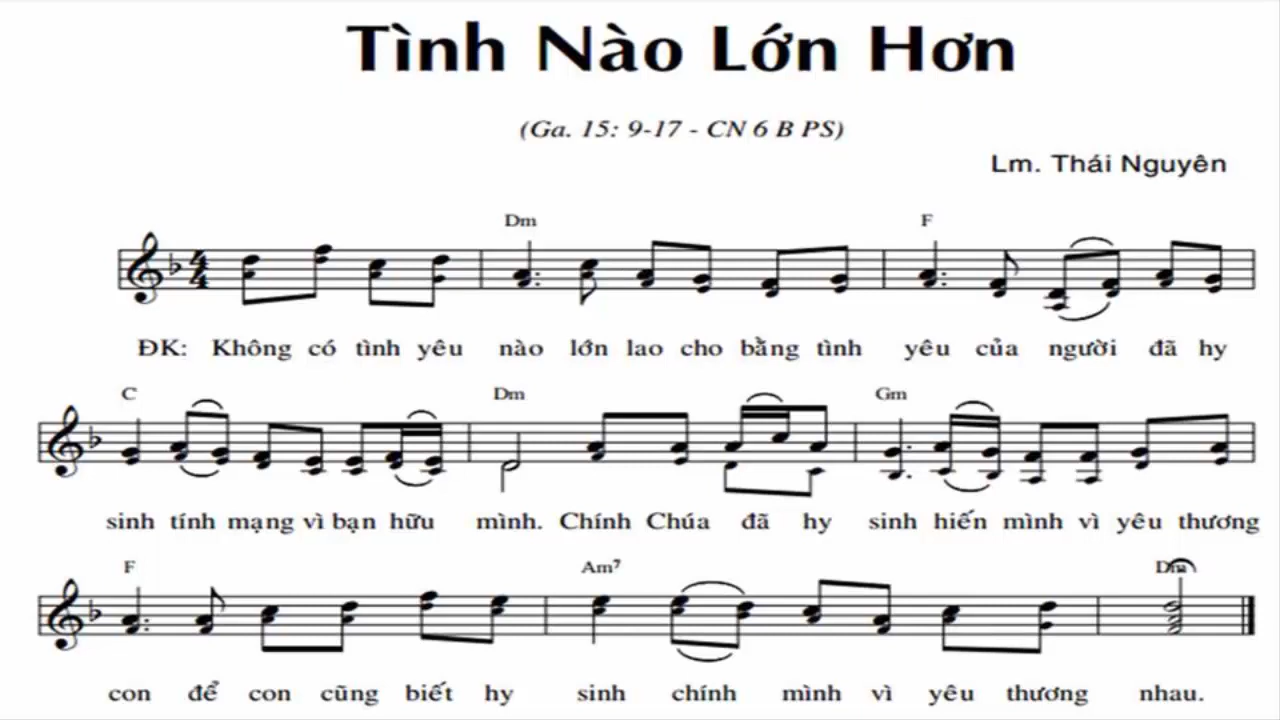 Tình Nào Lớn Hơn
(Ga. 15: 9-17 - CN 6 B PS)
Lm. Thái Nguyên
Dm F
ĐK: Không có tình yêu nào lớn lao cho bằng tình yêu của người đã hy
C Dm Gm
sinh tính mạng vì bạn hữu mình. Chính Chúa đã hy sinh hiến mình vì yêu thương
F Am7 Dm
con để con cũng biết hy sinh chính mình vì yêu thương nhau.